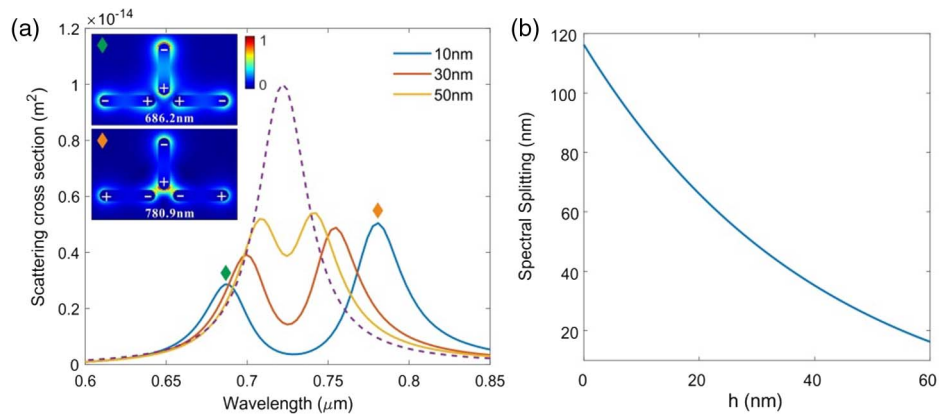 (a)
×10⁻¹⁴
1.2
1
0.8
0.6
0.4
0.2
0
Scattering cross section (m²)
0.6
0.65
0.7
0.75
0.8
0.85
Wavelength (μm)
10nm
30nm
50nm
1
0
−
+
− + + −
686.2nm
−
+
+ − − +
780.9nm
(b)
120
100
80
60
40
20
Spectral Splitting (nm)
0
20
40
60
h (nm)